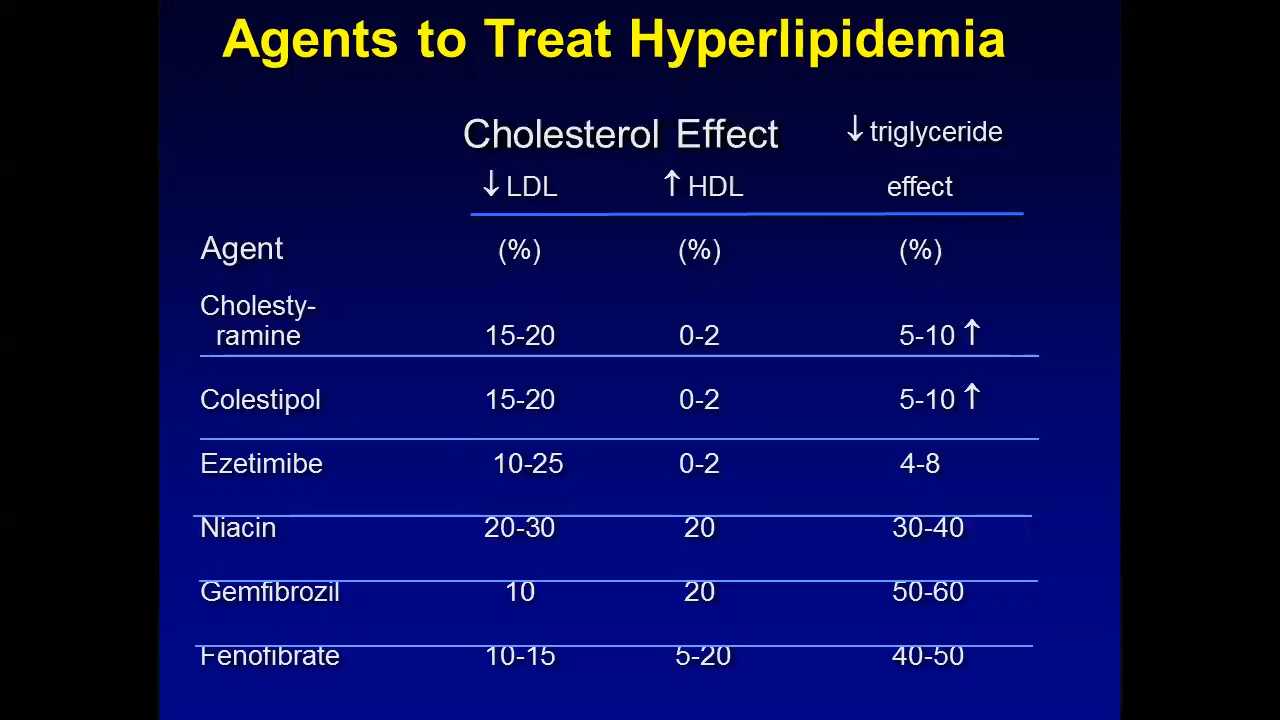 Agents to Treat Hyperlipidemia
Cholesterol Effect ↓ triglyceride
↓ LDL ↑ HDL effect
Agent (%) (%) (%)
Cholesty-
ramine 15-20 0-2 5-10 ↑
Colestipol 15-20 0-2 5-10 ↑
Ezetimibe 10-25 0-2 4-8
Niacin 20-30 20 30-40
Gemfibrozil 10 20 50-60
Fenofibrate 10-15 5-20 40-50